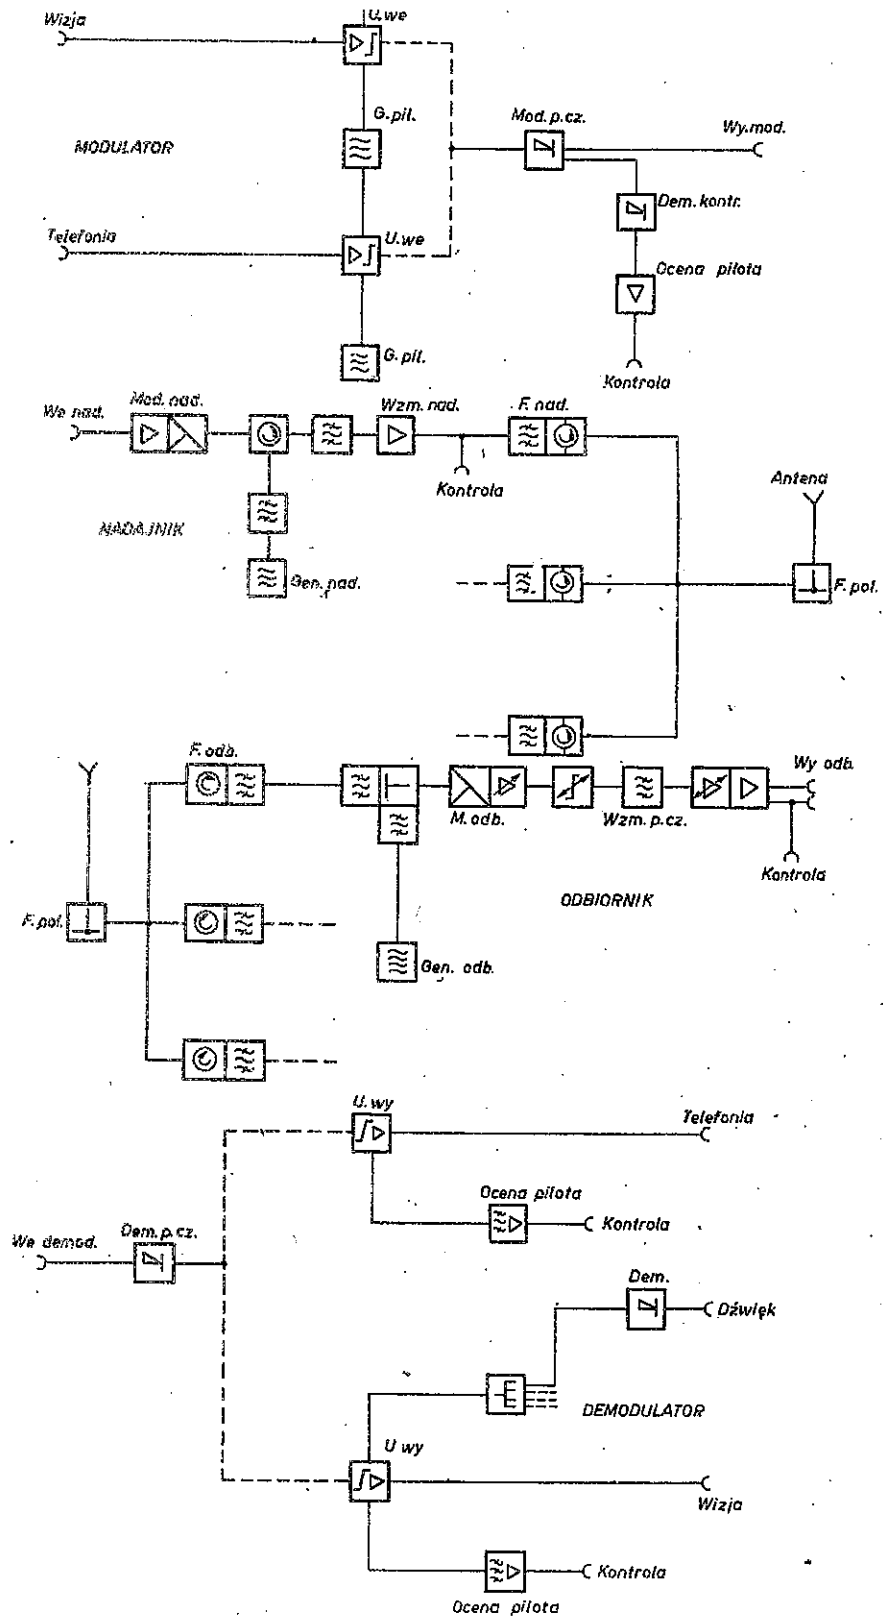 Wizja
U.we
G.pil.
MODULATOR
Mod. p.cz.
Wy.mod.
Dem. kontr.
Telefonia
U.we
Ocena pilota
G.pil.
Kontrola
We nad.
Mod. nad.
Wzm. nad.
F. nad.
Kontrola
Antena
NADAJNIK
Gen. nad.
F. pol.
F. odb.
Wy odb.
M. odb.
Wzm. p.cz.
Kontrola
ODBIORNIK
F. pol.
Gen. odb.
U. wy
Telefonia
Ocena pilota
Kontrola
We demod.
Dem. p.cz.
Dem.
Dźwięk
DEMODULATOR
U wy
Wizja
Kontrola
Ocena pilota